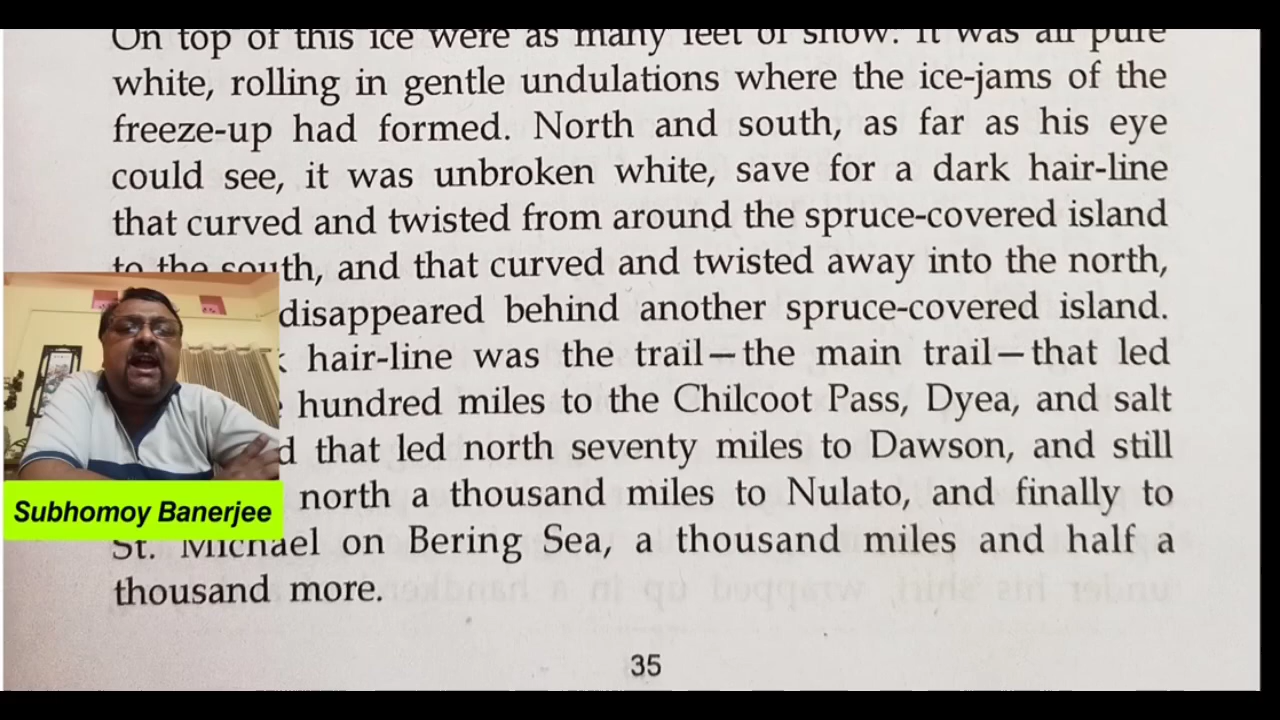 On top of this ice were as many feet of snow. It was all pure
white, rolling in gentle undulations where the ice-jams of the
freeze-up had formed. North and south, as far as his eye
could see, it was unbroken white, save for a dark hair-line
that curved and twisted from around the spruce-covered island
to the south, and that curved and twisted away into the north,
disappeared behind another spruce-covered island.
hair-line was the trail—the main trail—that led
hundred miles to the Chilcoot Pass, Dyea, and salt
that led north seventy miles to Dawson, and still
north a thousand miles to Nulato, and finally to
St. Michael on Bering Sea, a thousand miles and half a
thousand more.
Subhomoy Banerjee
35